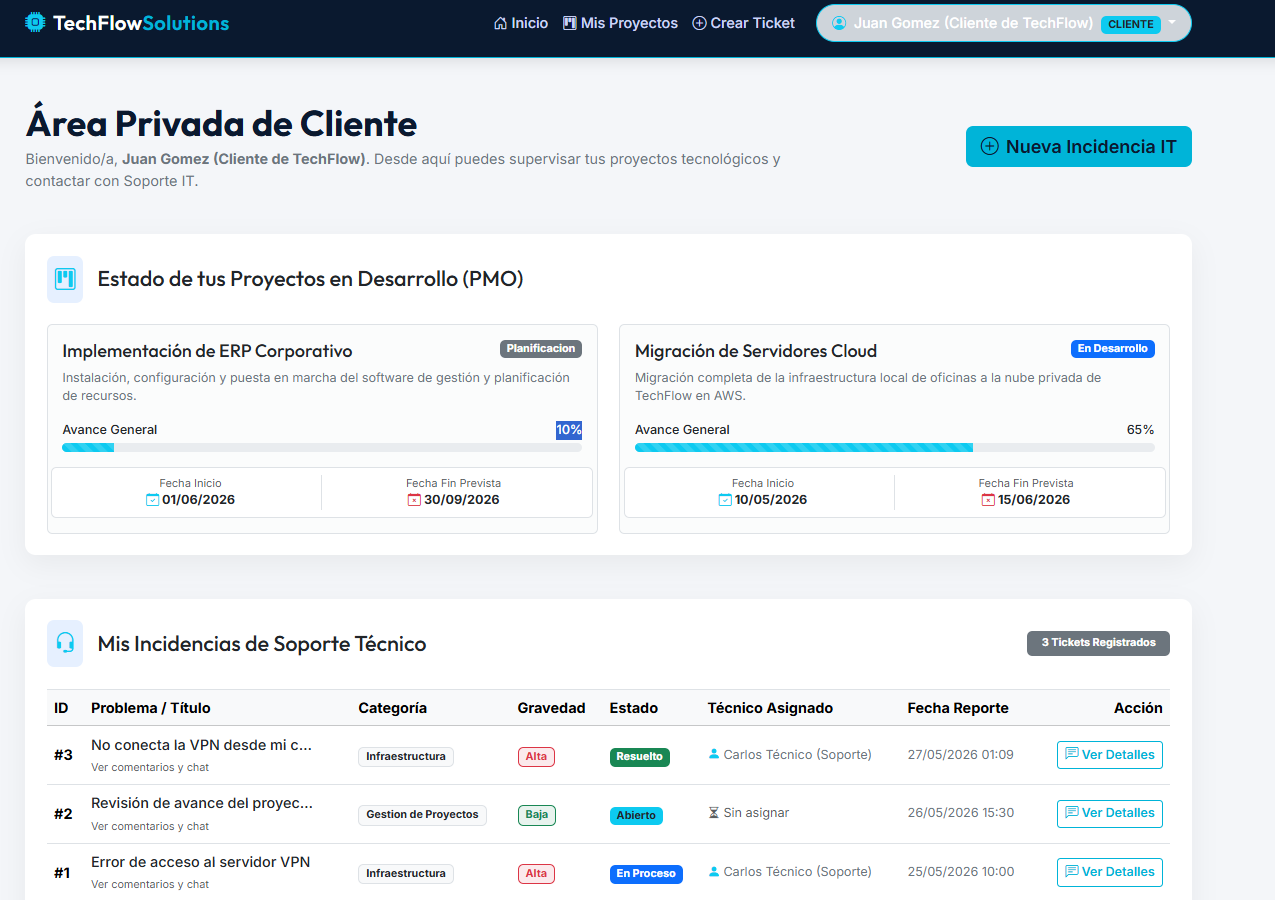 TechFlowSolutions
Inicio
Mis Proyectos
Crear Ticket
Juan Gomez (Cliente de TechFlow) CLIENTE
Área Privada de Cliente
Bienvenido/a, Juan Gomez (Cliente de TechFlow). Desde aquí puedes supervisar tus proyectos tecnológicos y
contactar con Soporte IT.
Nueva Incidencia IT
Estado de tus Proyectos en Desarrollo (PMO)
Implementación de ERP Corporativo
Planificacion
Instalación, configuración y puesta en marcha del software de gestión y planificación
de recursos.
Avance General
10%
Fecha Inicio
01/06/2026
Fecha Fin Prevista
30/09/2026
Migración de Servidores Cloud
En Desarrollo
Migración completa de la infraestructura local de oficinas a la nube privada de
TechFlow en AWS.
Avance General
65%
Fecha Inicio
10/05/2026
Fecha Fin Prevista
15/06/2026
Mis Incidencias de Soporte Técnico
3 Tickets Registrados
ID Problema / Título Categoría Gravedad Estado Técnico Asignado Fecha Reporte Acción
#3 No conecta la VPN desde mi c... Infraestructura Alta Resuelto Carlos Técnico (Soporte) 27/05/2026 01:09 Ver Detalles
Ver comentarios y chat
#2 Revisión de avance del proyec... Gestion de Proyectos Baja Abierto Sin asignar 26/05/2026 15:30 Ver Detalles
Ver comentarios y chat
#1 Error de acceso al servidor VPN Infraestructura Alta En Proceso Carlos Técnico (Soporte) 25/05/2026 10:00 Ver Detalles
Ver comentarios y chat